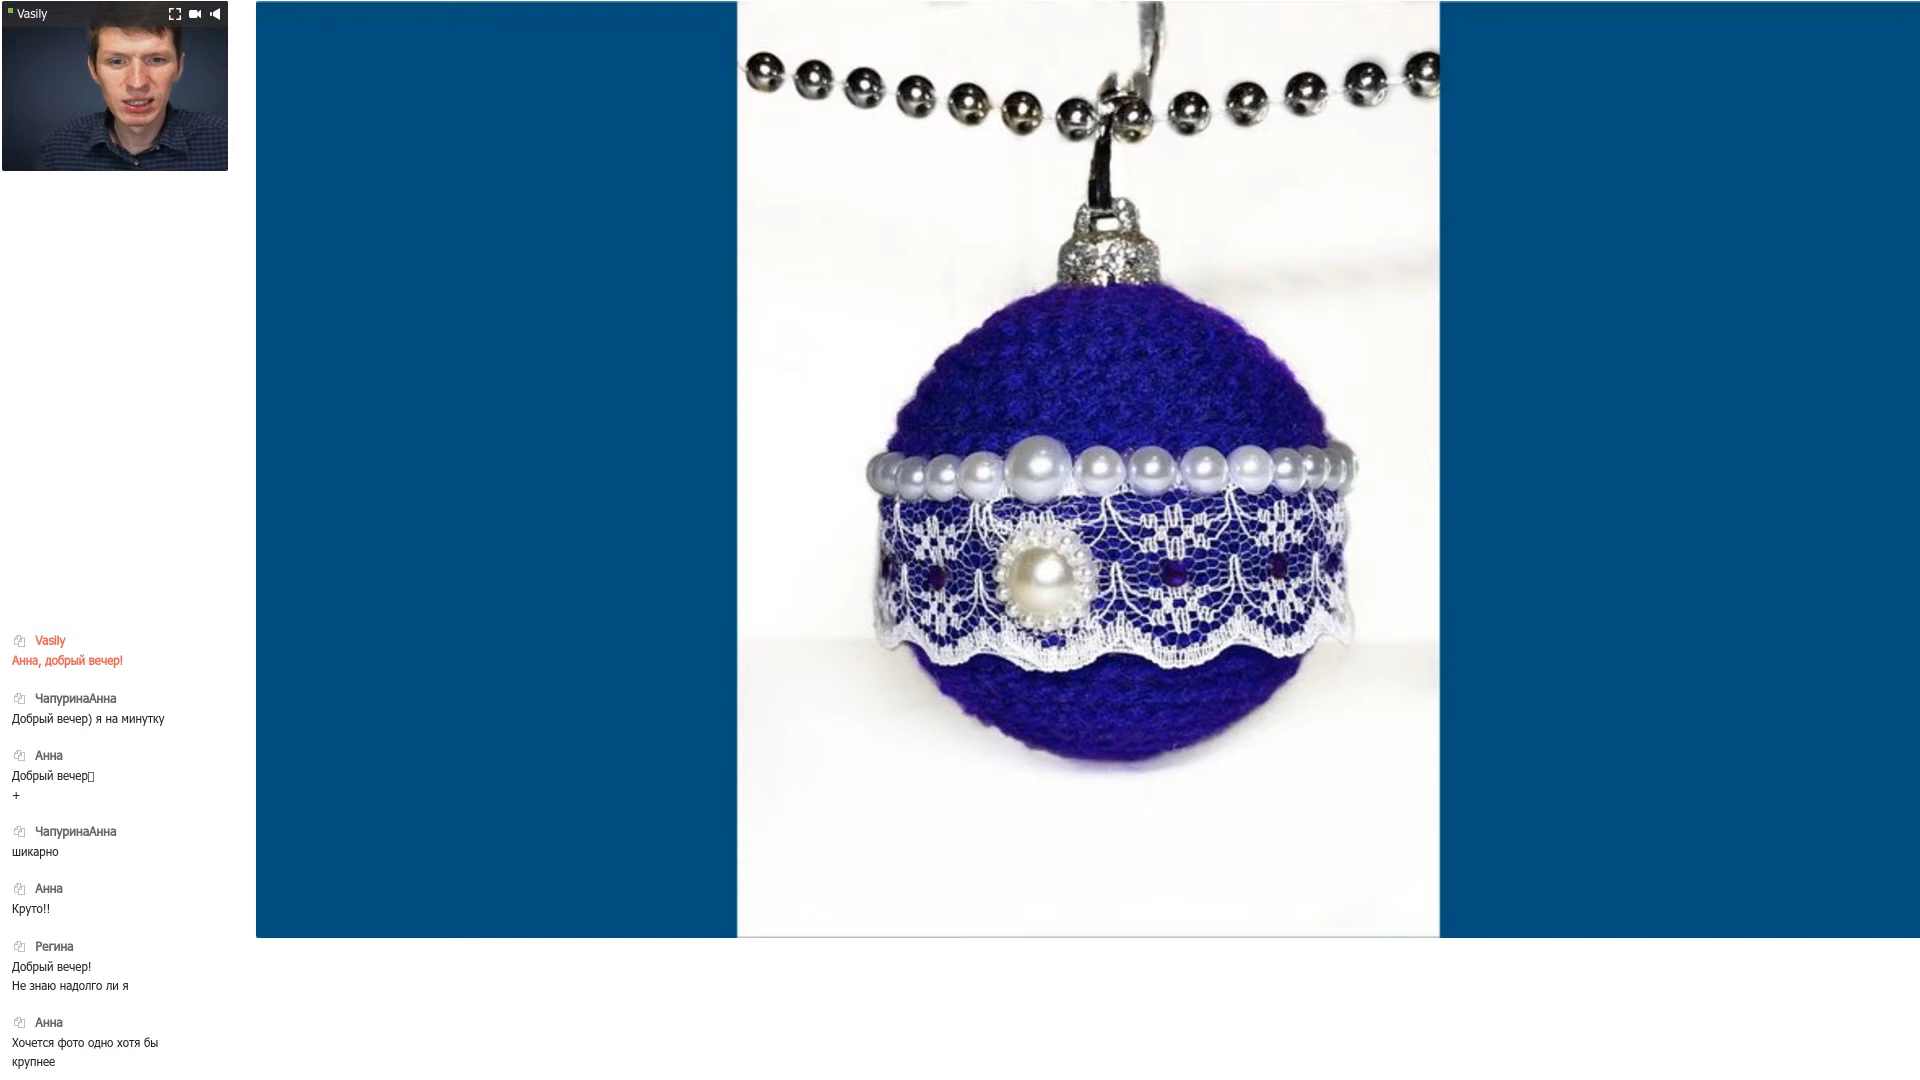 Vasily
Vasily
Анна, добрый вечер!
ЧапуринаАнна
Добрый вечер) я на минутку
Анна
Добрый вечер
+
ЧапуринаАнна
шикарно
Анна
Круто!!
Регина
Добрый вечер!
Не знаю надолго ли я
Анна
Хочется фото одно хотя бы
крупнее